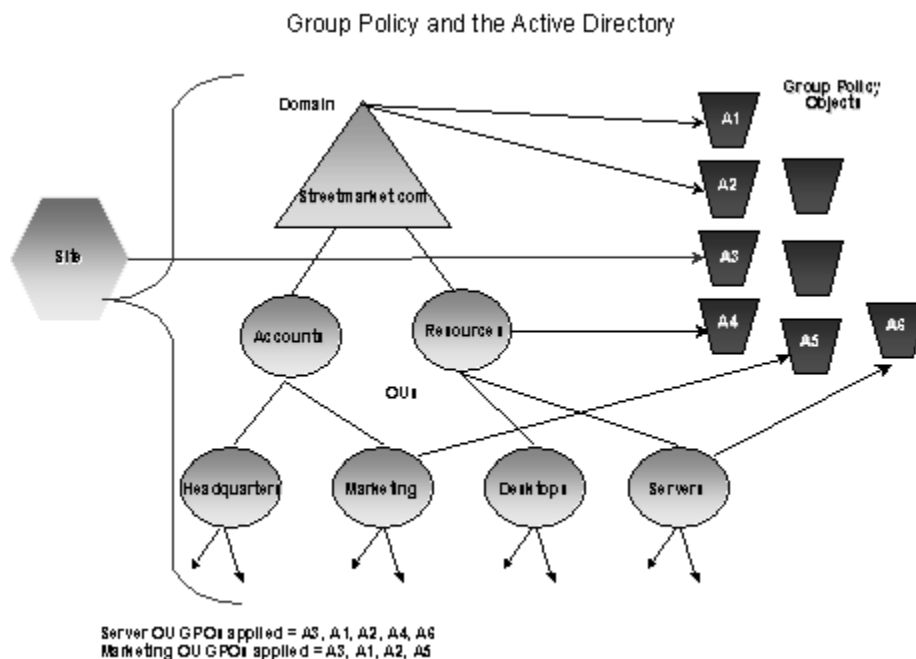 Group Policy and the Active Directory
Domain
Group Policy
Objects
A1
A2
Streetmarket.com
Site
A3
Accounts
Resources
A4
A5
A6
OUs
Headquarters
Marketing
Desktops
Servers
Server OU GPOs applied = A3, A1, A2, A4, A6
Marketing OU GPOs applied = A3, A1, A2, A5